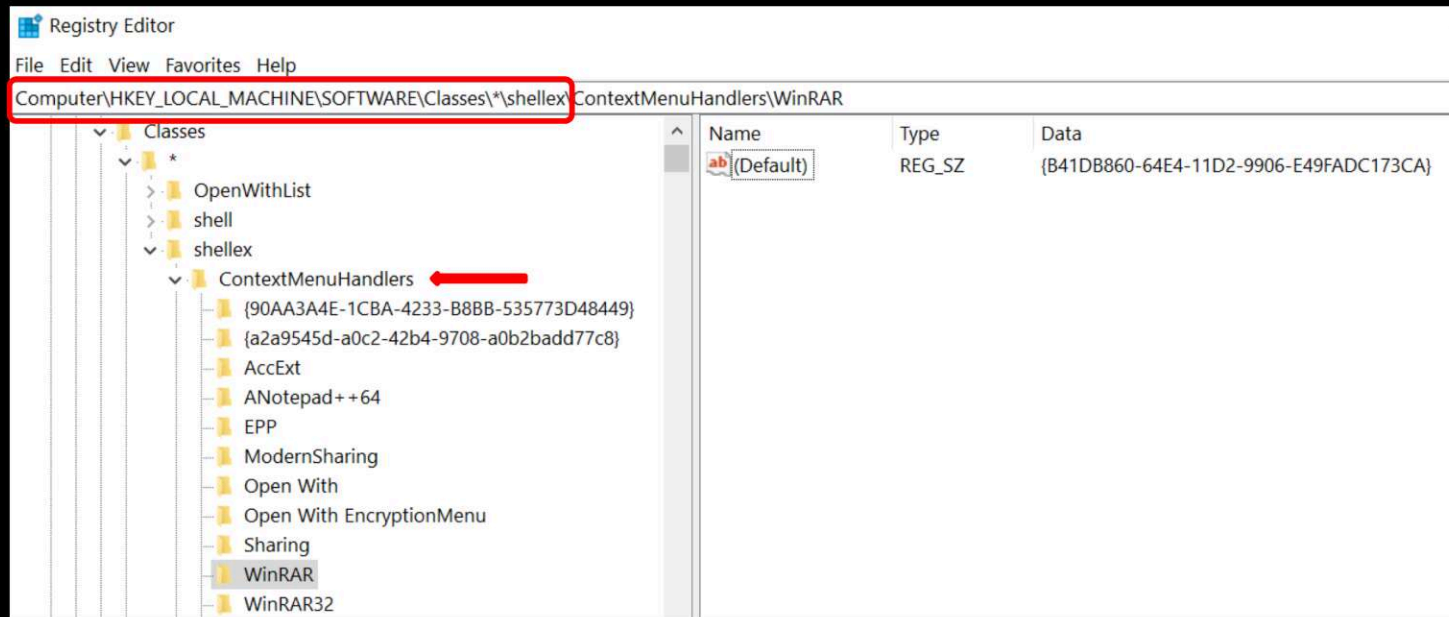 Registry Editor
File Edit View Favorites Help
Computer\HKEY_LOCAL_MACHINE\SOFTWARE\Classes\*\shellex\ContextMenuHandlers\WinRAR
Classes
*
OpenWithList
shell
shellex
ContextMenuHandlers
{90AA3A4E-1CBA-4233-B8BB-535773D48449}
{a2a9545d-a0c2-42b4-9708-a0b2badd77c8}
AccExt
ANotepad++64
EPP
ModernSharing
Open With
Open With EncryptionMenu
Sharing
WinRAR
WinRAR32
Name Type Data
ab (Default) REG_SZ {B41DB860-64E4-11D2-9906-E49FADC173CA}